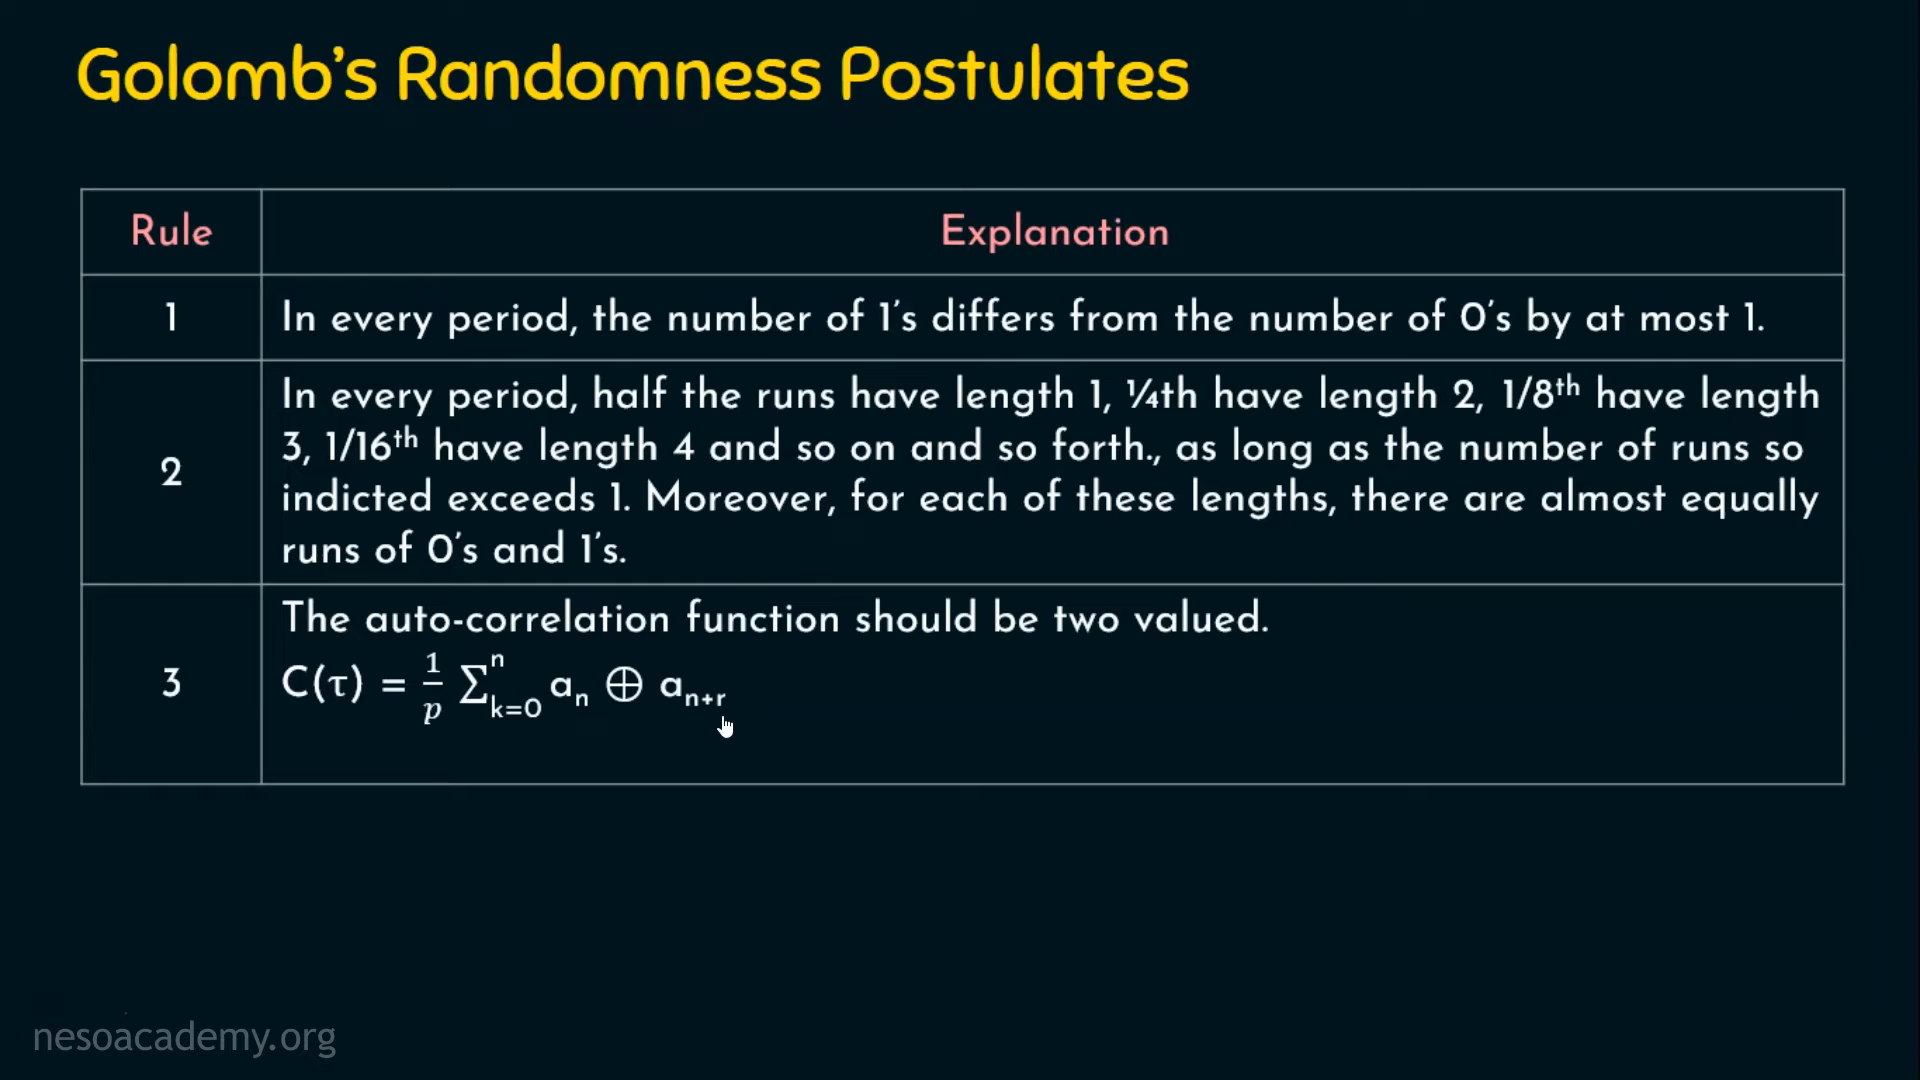 Golomb's Randomness Postulates
Rule Explanation
1 In every period, the number of 1's differs from the number of 0's by at most 1.
In every period, half the runs have length 1, ¼th have length 2, 1/8ᵗʰ have length
3, 1/16ᵗʰ have length 4 and so on and so forth., as long as the number of runs so
2
indicted exceeds 1. Moreover, for each of these lengths, there are almost equally
runs of 0's and 1's.
The auto-correlation function should be two valued.
3 C(τ) = 1/p ∑ⁿₖ₌₀ aₙ ⊕ aₙ₊ᵣ
nesoacademy.org